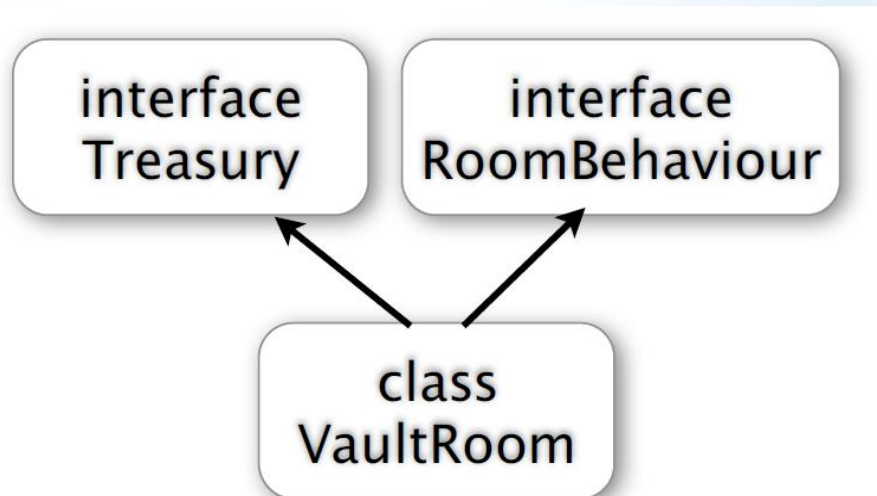 interface
Treasury
interface
RoomBehaviour
class
VaultRoom